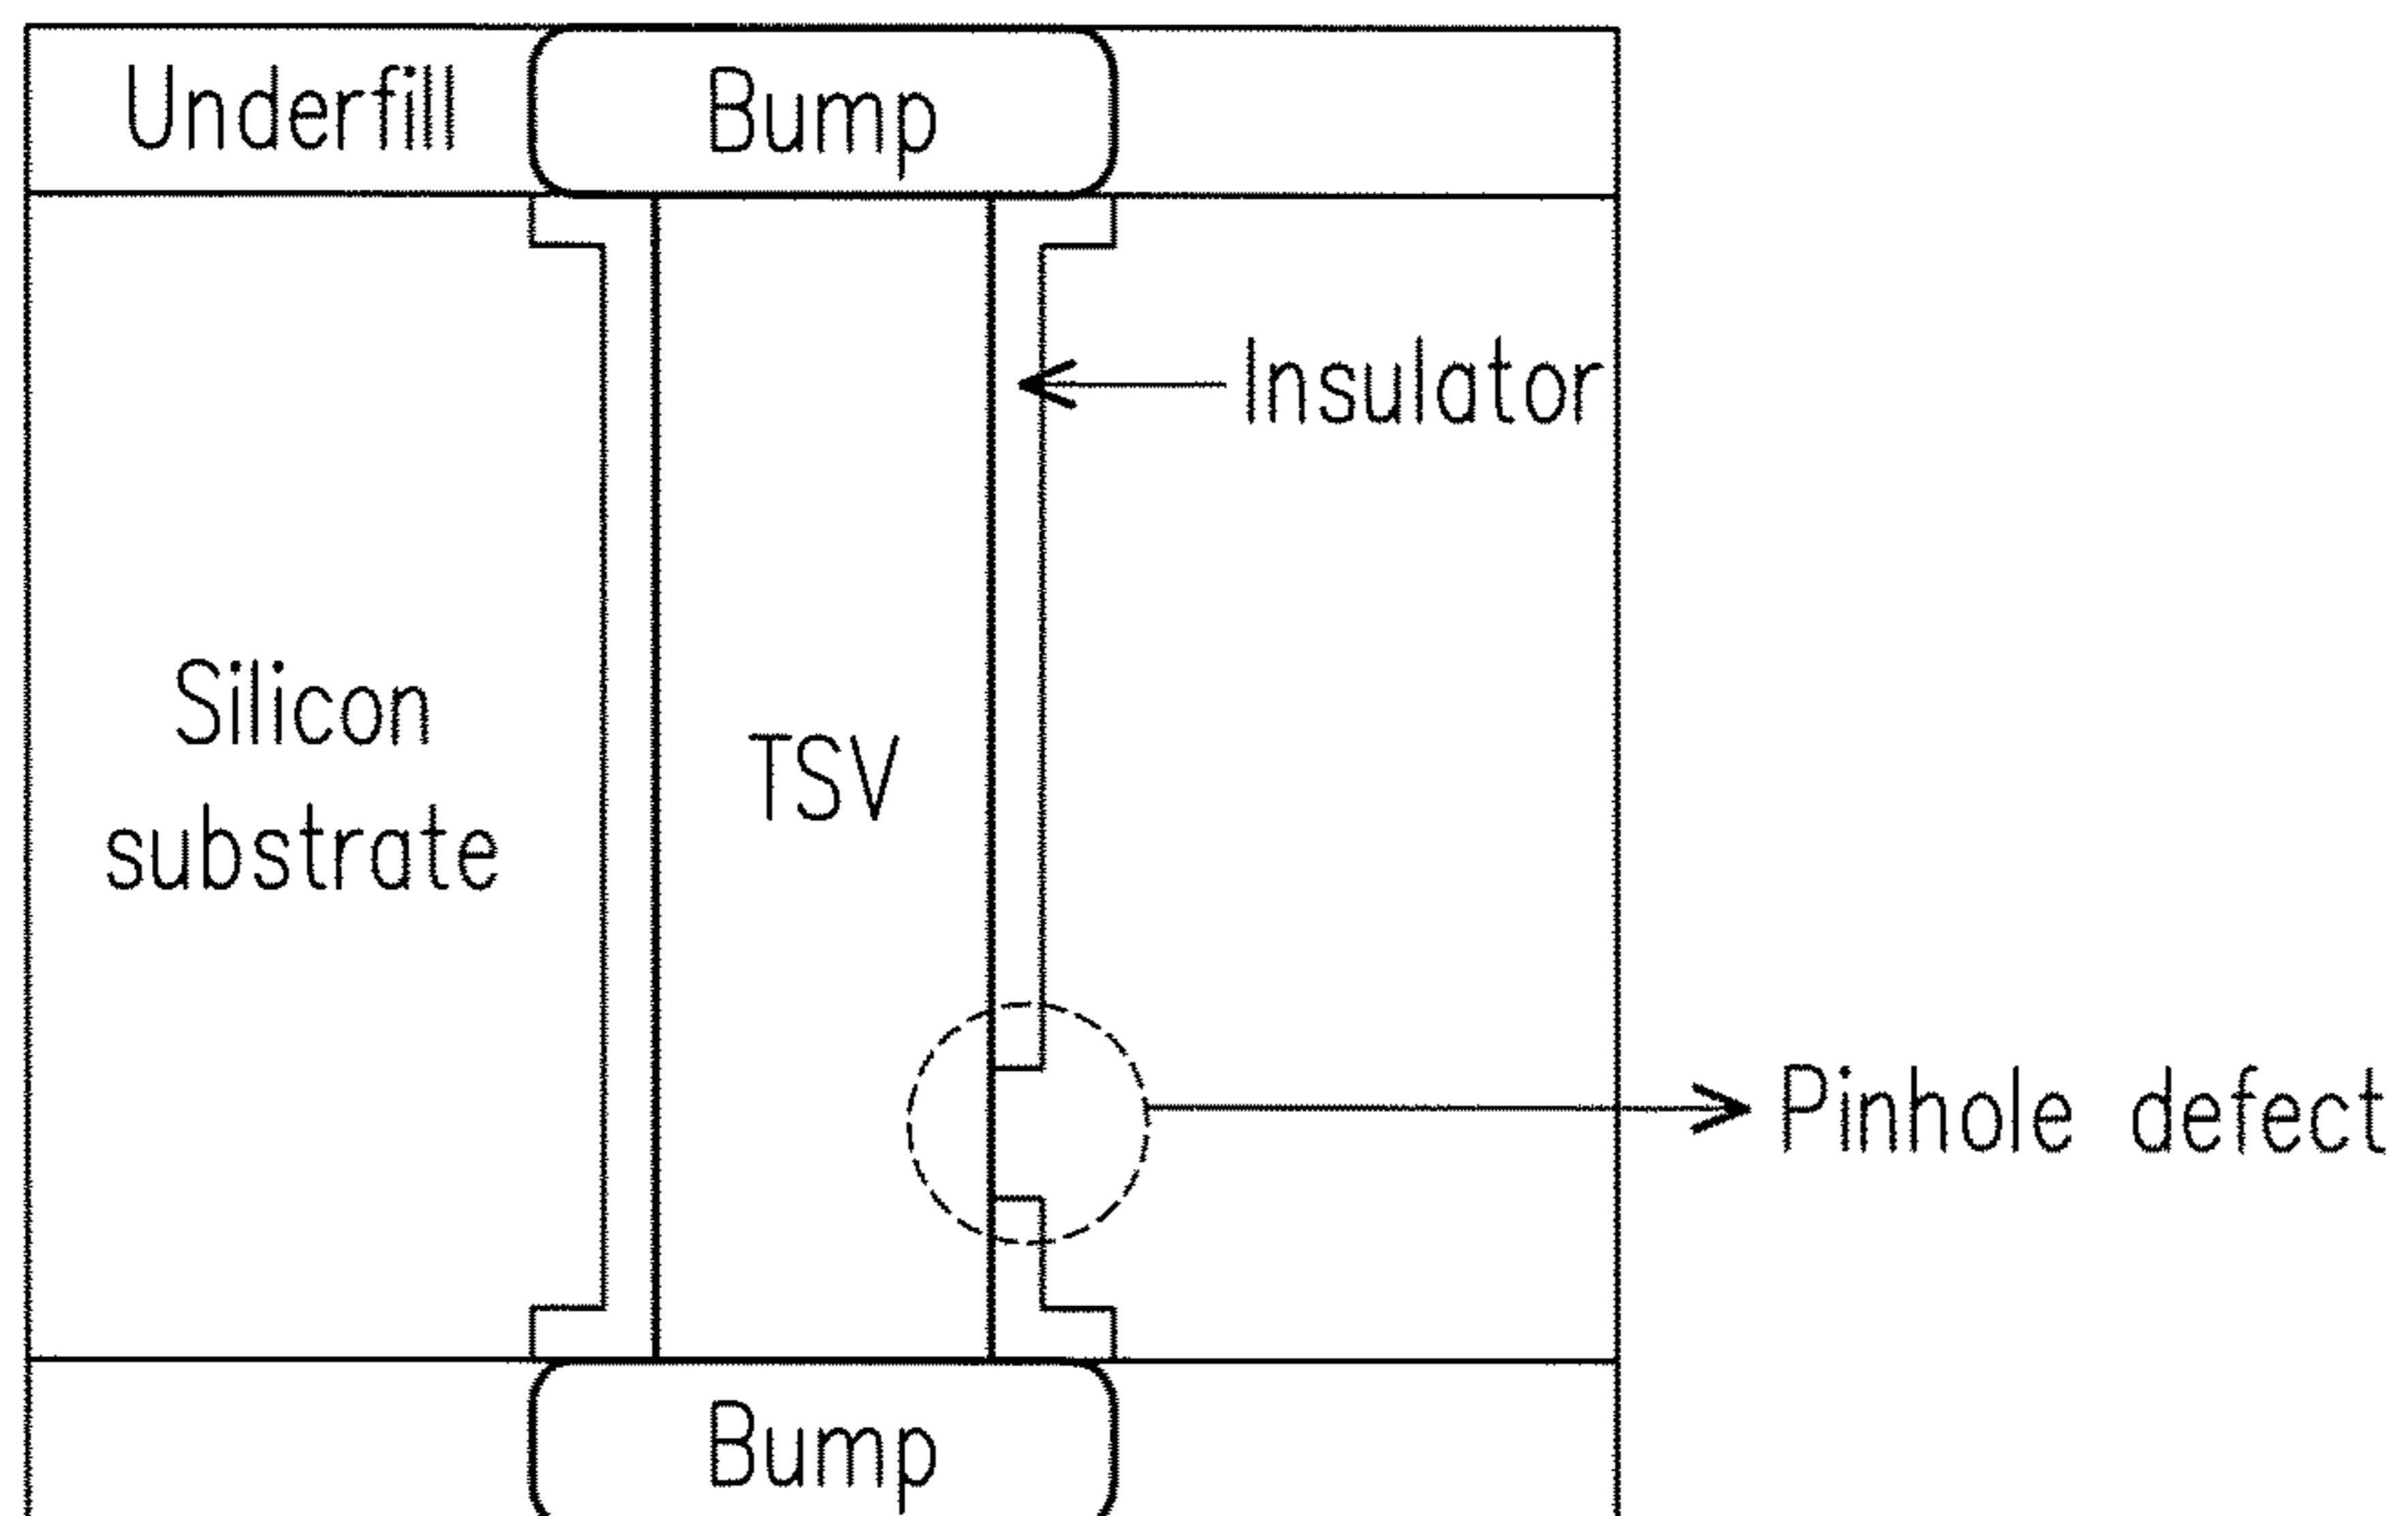 Underfill
Bump
Insulator
Silicon
substrate
TSV
Pinhole defect
Bump